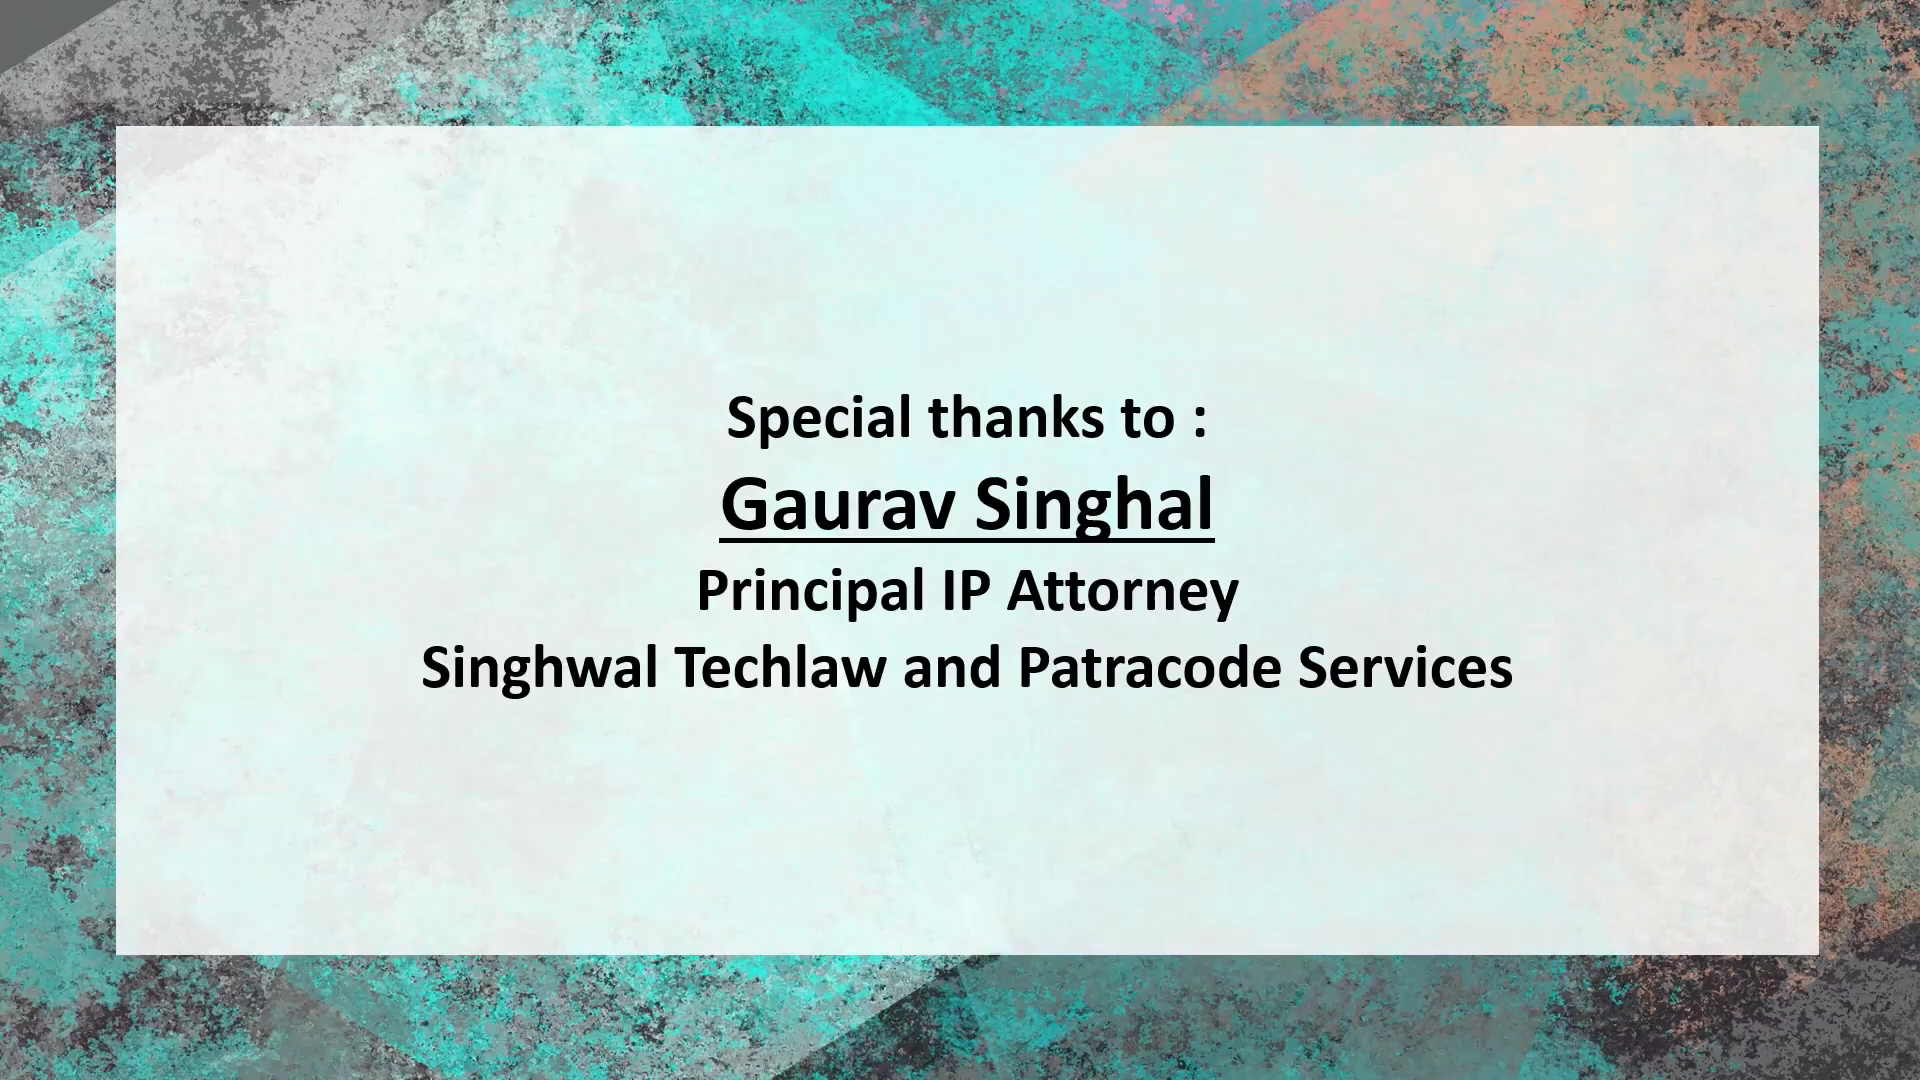 Special thanks to :
Gaurav Singhal
Principal IP Attorney
Singhwal Techlaw and Patracode Services